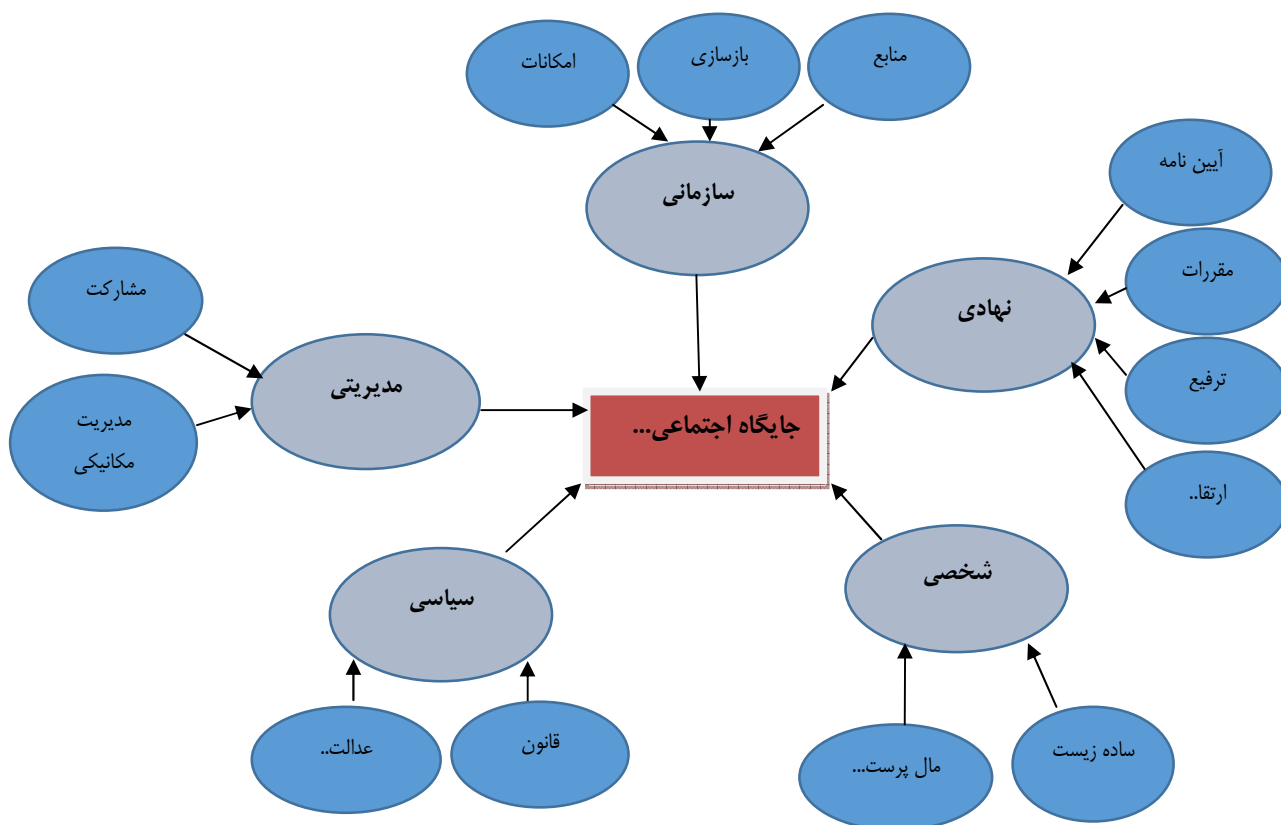 منابع
بازسازی
امکانات
سازمانی
آیین نامه
مقررات
نهادی
ترفیع
ارتقا..
مشارکت
مدیریتی
مدیریت
مکانیکی
جایگاه اجتماعی...
شخصی
سیاسی
ساده زیست
مال پرست...
قانون
عدالت..